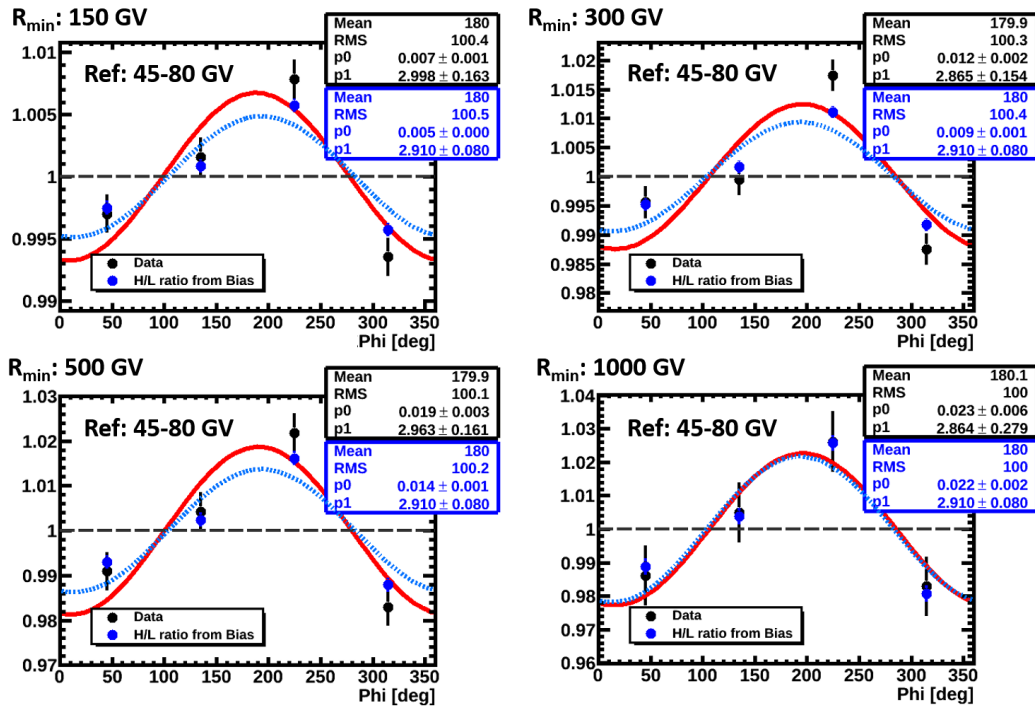 R_min: 150 GV
Ref: 45-80 GV
Mean 180
RMS 100.4
p0 0.007 ± 0.001
p1 2.998 ± 0.163
Mean 180
RMS 100.5
p0 0.005 ± 0.000
p1 2.910 ± 0.080
1.01
1.005
1
0.995
0.99
Data
H/L ratio from Bias
0 50 100 150 200 250 300 350
Phi [deg]
R_min: 300 GV
Ref: 45-80 GV
Mean 179.9
RMS 100.3
p0 0.012 ± 0.002
p1 2.865 ± 0.154
Mean 180
RMS 100.4
p0 0.009 ± 0.001
p1 2.910 ± 0.080
1.02
1.015
1.01
1.005
1
0.995
0.99
0.985
0.98
Data
H/L ratio from Bias
0 50 100 150 200 250 300 350
Phi [deg]
R_min: 500 GV
Ref: 45-80 GV
Mean 179.9
RMS 100.1
p0 0.019 ± 0.003
p1 2.963 ± 0.161
Mean 180
RMS 100.2
p0 0.014 ± 0.001
p1 2.910 ± 0.080
1.03
1.02
1.01
1
0.99
0.98
0.97
Data
H/L ratio from Bias
0 50 100 150 200 250 300 350
Phi [deg]
R_min: 1000 GV
Ref: 45-80 GV
Mean 180.1
RMS 100
p0 0.023 ± 0.006
p1 2.864 ± 0.279
Mean 180
RMS 100
p0 0.022 ± 0.002
p1 2.910 ± 0.080
1.04
1.03
1.02
1.01
1
0.99
0.98
0.97
0.96
Data
H/L ratio from Bias
0 50 100 150 200 250 300 350
Phi [deg]